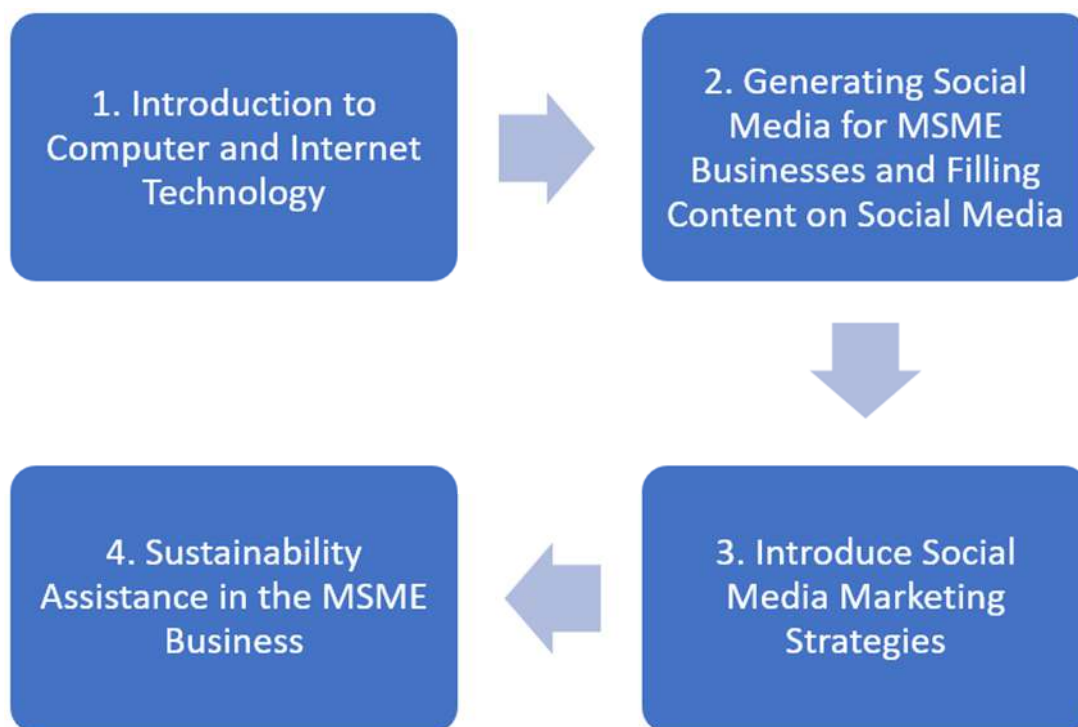 1. Introduction to
Computer and Internet
Technology
2. Generating Social
Media for MSME
Businesses and Filling
Content on Social Media
3. Introduce Social
Media Marketing
Strategies
4. Sustainability
Assistance in the MSME
Business